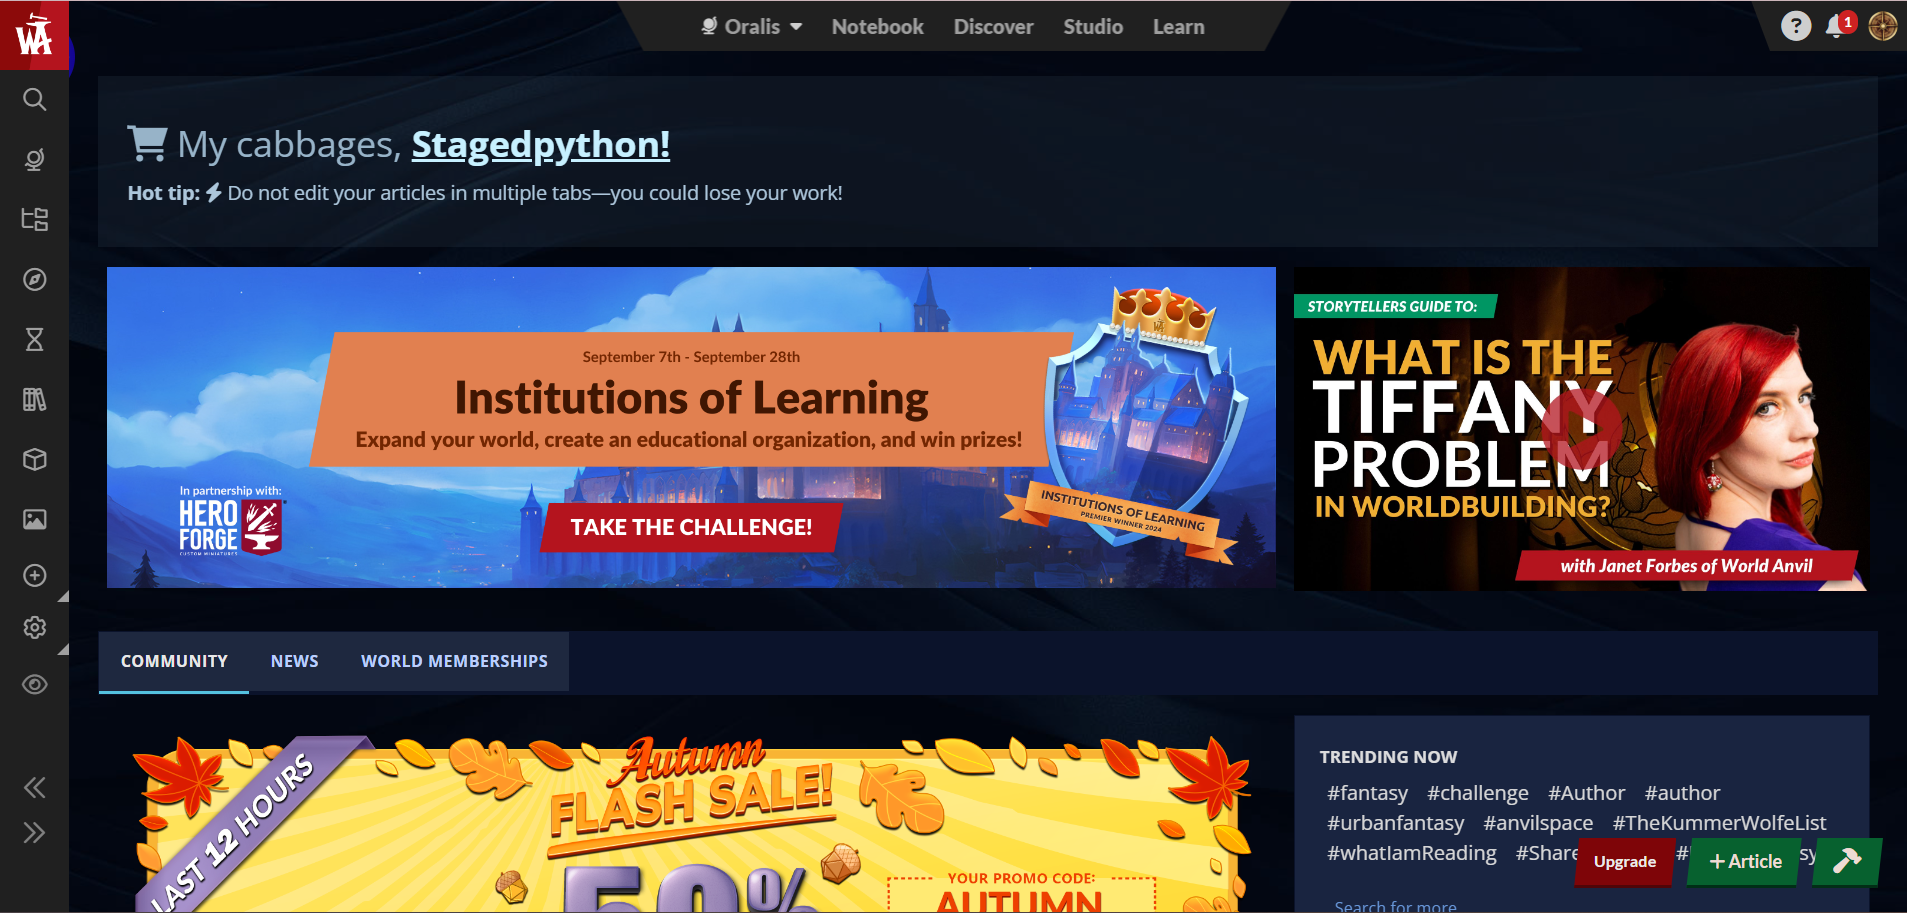 WA
Oralis
Notebook
Discover
Studio
Learn
?
1
My cabbages, Stagedpython!
Hot tip: Do not edit your articles in multiple tabs—you could lose your work!
September 7th - September 28th
Institutions of Learning
Expand your world, create an educational organization, and win prizes!
In partnership with:
HERO
FORGE
CUSTOM MINIATURES
TAKE THE CHALLENGE!
INSTITUTIONS OF LEARNING
PREMIER WINNER 2024
STORYTELLERS GUIDE TO:
WHAT IS THE
TIFFANY
PROBLEM
IN WORLDBUILDING?
with Janet Forbes of World Anvil
COMMUNITY
NEWS
WORLD MEMBERSHIPS
LAST 12 HOURS
Autumn
FLASH SALE!
50%
YOUR PROMO CODE:
AUTUMN
TRENDING NOW
#fantasy #challenge #Author #author
#urbanfantasy #anvilspace #TheKummerWolfeList
#whatIamReading #Share
Upgrade
+ Article
Search for more